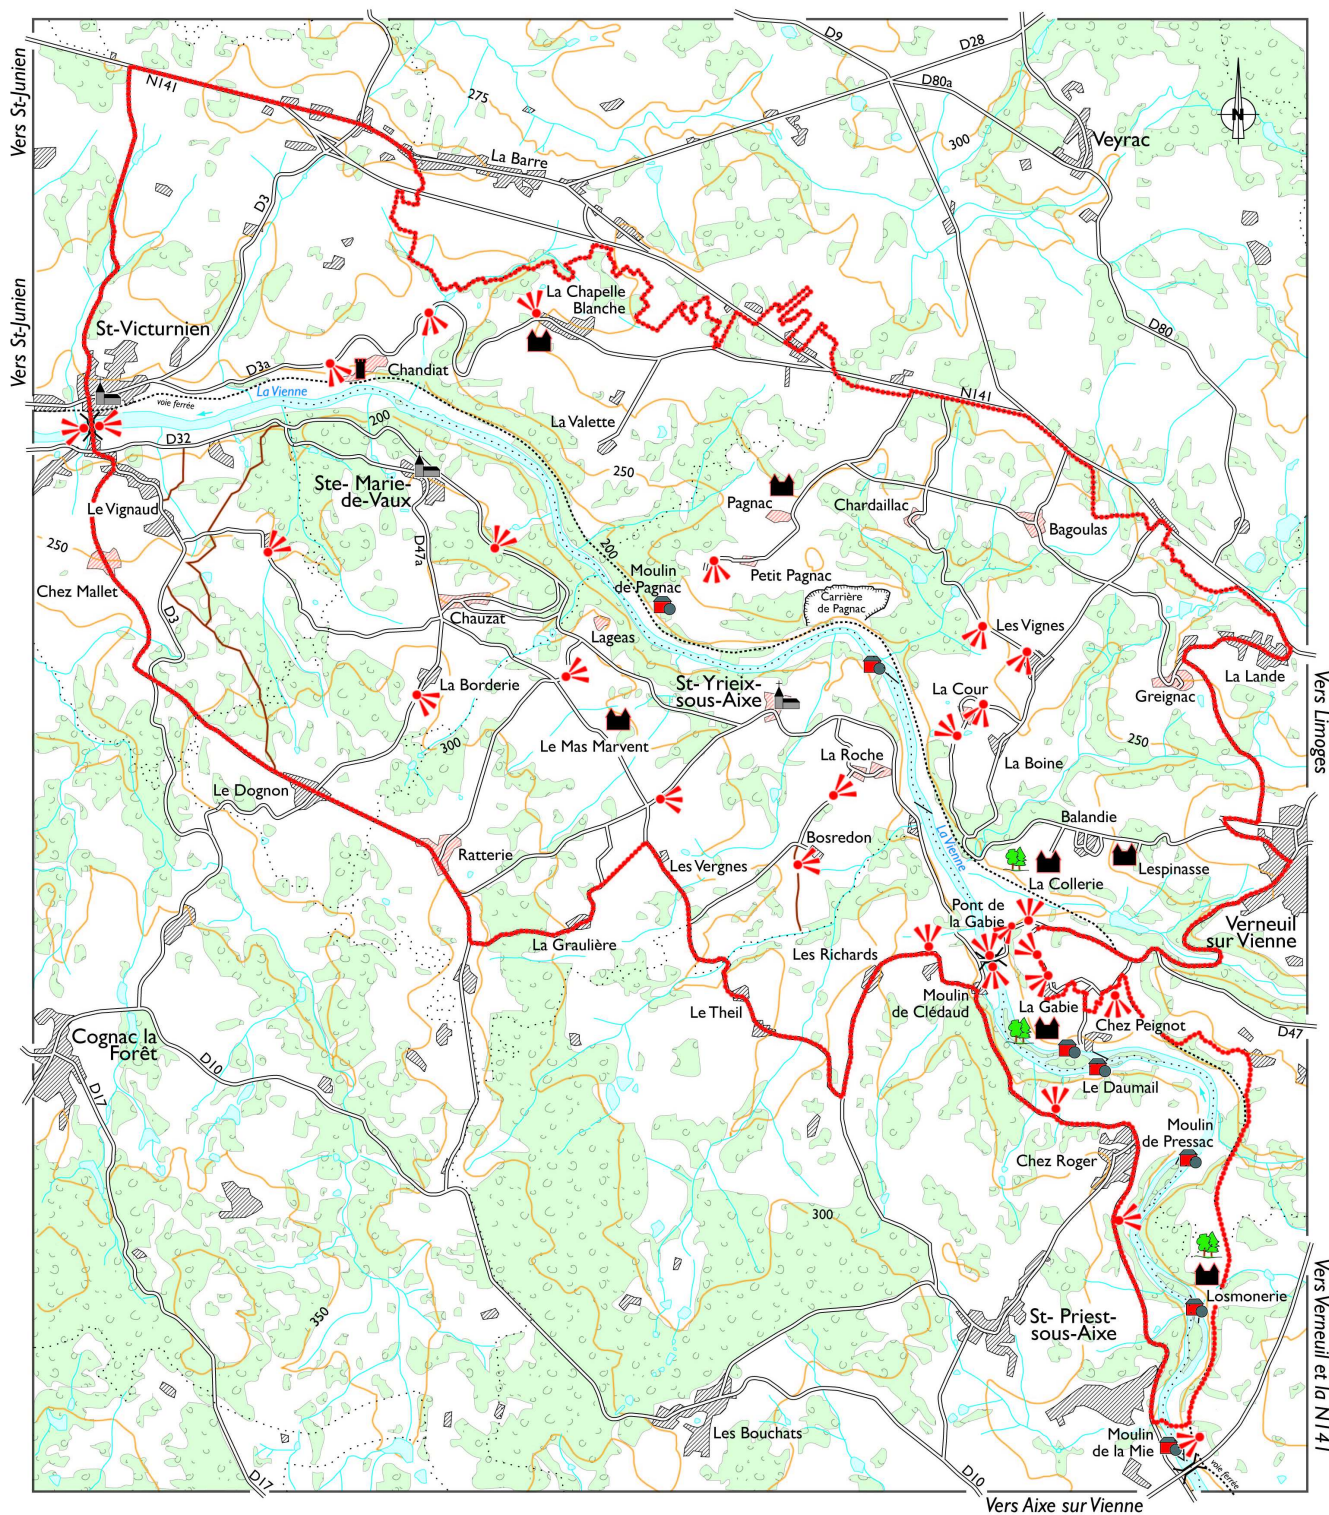 D9
D28
D80a
Vers St-Junien
N141
275
300
Veyrac
La Barre
D3
N
Vers St-Junien
La Chapelle
Blanche
D80
St-Victurnien
D3a
Chandiat
La Vienne
voie ferrée
200
N141
La Valette
D32
250
Ste- Marie-
de-Vaux
Pagnac
Chardaillac
Le Vignaud
Bagoulas
250
D47a
200
Moulin
de Pagnac
Petit Pagnac
Chez Mallet
Carrière
de Pagnac
D3
Chauzat
Lageas
Les Vignes
La Borderie
St-Yrieix-
sous-Aixe
La Cour
Greignac
La Lande
Vers Limoges
300
Le Mas Marvent
La Roche
La Boine
250
Le Dognon
Balandie
La Vienne
Ratterie
Les Vergnes
Bosredon
La Collerie
Lespinasse
Pont de
la Gabie
Verneuil
sur Vienne
La Graulière
Les Richards
Le Theil
Moulin
de Clédaud
La Gabie
Chez Peignot
D47
Cognac la
Forêt
D10
D17
Le Daumail
Moulin
de Pressac
Chez Roger
300
Losmonerie
350
St- Priest-
sous-Aixe
Vers Verneuil et la N141
Les Bouchats
Moulin
de la Mie
voie ferrée
D17
D10
Vers Aixe sur Vienne